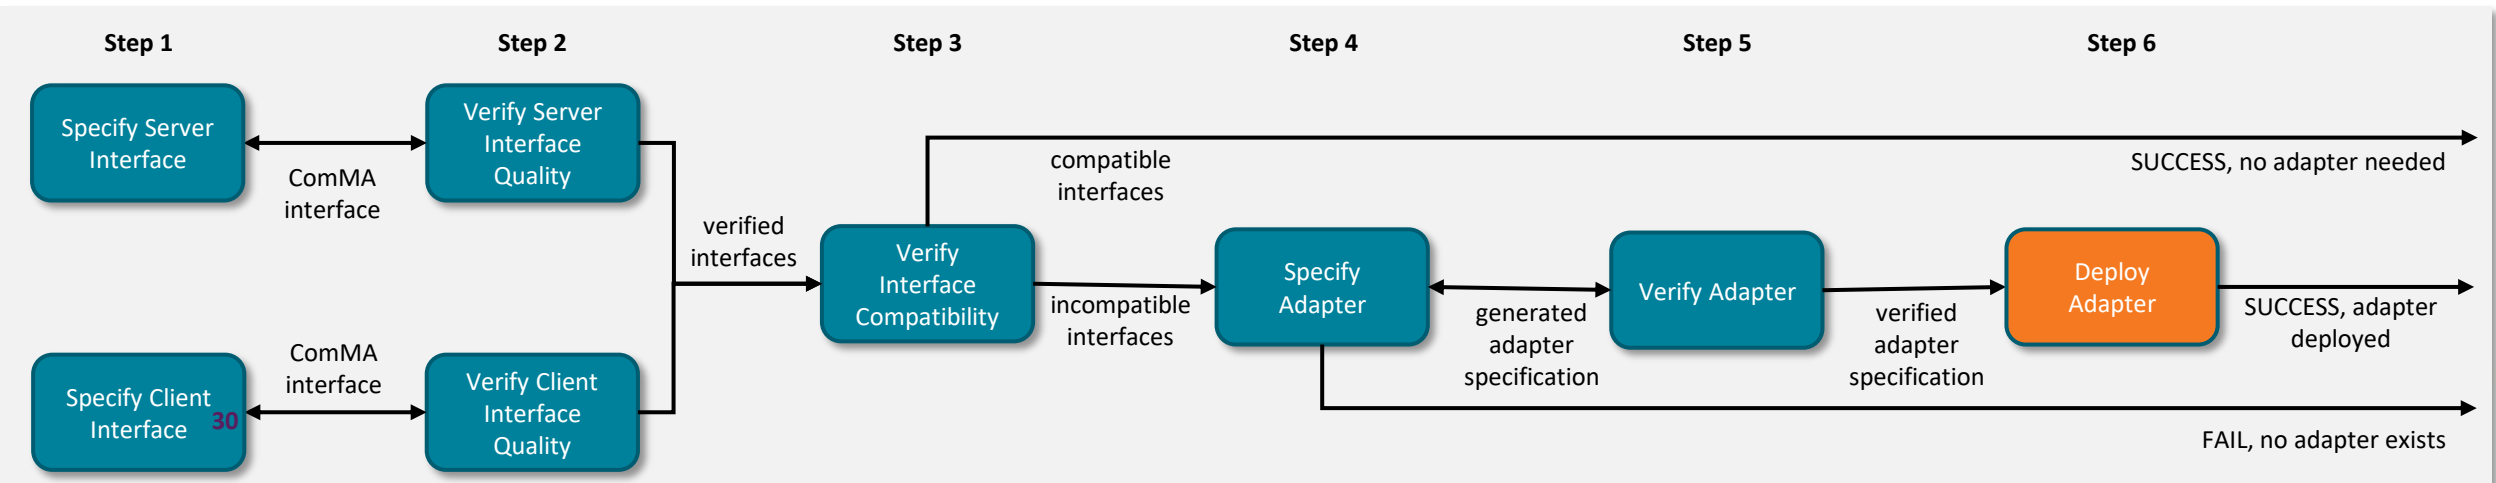 Step 1
Step 2
Step 3
Step 4
Step 5
Step 6
Specify Server
Interface
ComMA
interface
Verify Server
Interface
Quality
Specify Client
Interface
30
ComMA
interface
Verify Client
Interface
Quality
verified
interfaces
Verify
Interface
Compatibility
compatible
interfaces
SUCCESS, no adapter needed
incompatible
interfaces
Specify
Adapter
generated
adapter
specification
Verify Adapter
verified
adapter
specification
Deploy
Adapter
SUCCESS, adapter
deployed
FAIL, no adapter exists